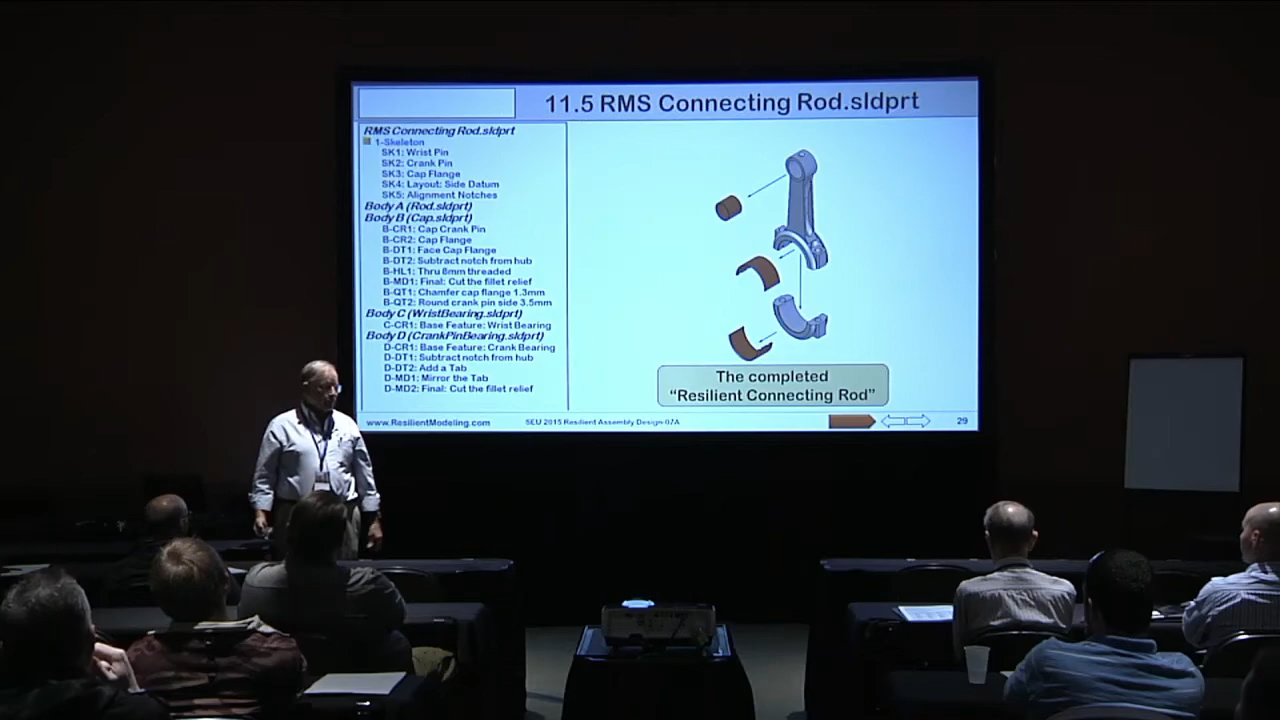 11.5 RMS Connecting Rod.sldprt
RMS Connecting Rod.sldprt
1-Skeleton
SK1: Wrist Pin
SK2: Crank Pin
SK3: Cap Flange
SK4: Layout: Side Datum
SK5: Alignment Notches
Body A (Rod.sldprt)
Body B (Cap.sldprt)
B-CR1: Cap Crank Pin
B-CR2: Cap Flange
B-DT1: Face Cap Flange
B-DT2: Subtract notch from hub
B-HL1: Thru 8mm threaded
B-MD1: Final: Cut the fillet relief
B-QT1: Chamfer cap flange 1.3mm
B-QT2: Round crank pin side 3.5mm
Body C (WristBearing.sldprt)
C-CR1: Base Feature: Wrist Bearing
Body D (CrankPinBearing.sldprt)
D-CR1: Base Feature: Crank Bearing
D-DT1: Subtract notch from hub
D-DT2: Add a Tab
D-MD1: Mirror the Tab
D-MD2: Final: Cut the fillet relief
The completed
“Resilient Connecting Rod”
www.ResilientModeling.com
SEU 2015 Resilient Assembly Design-07A
29